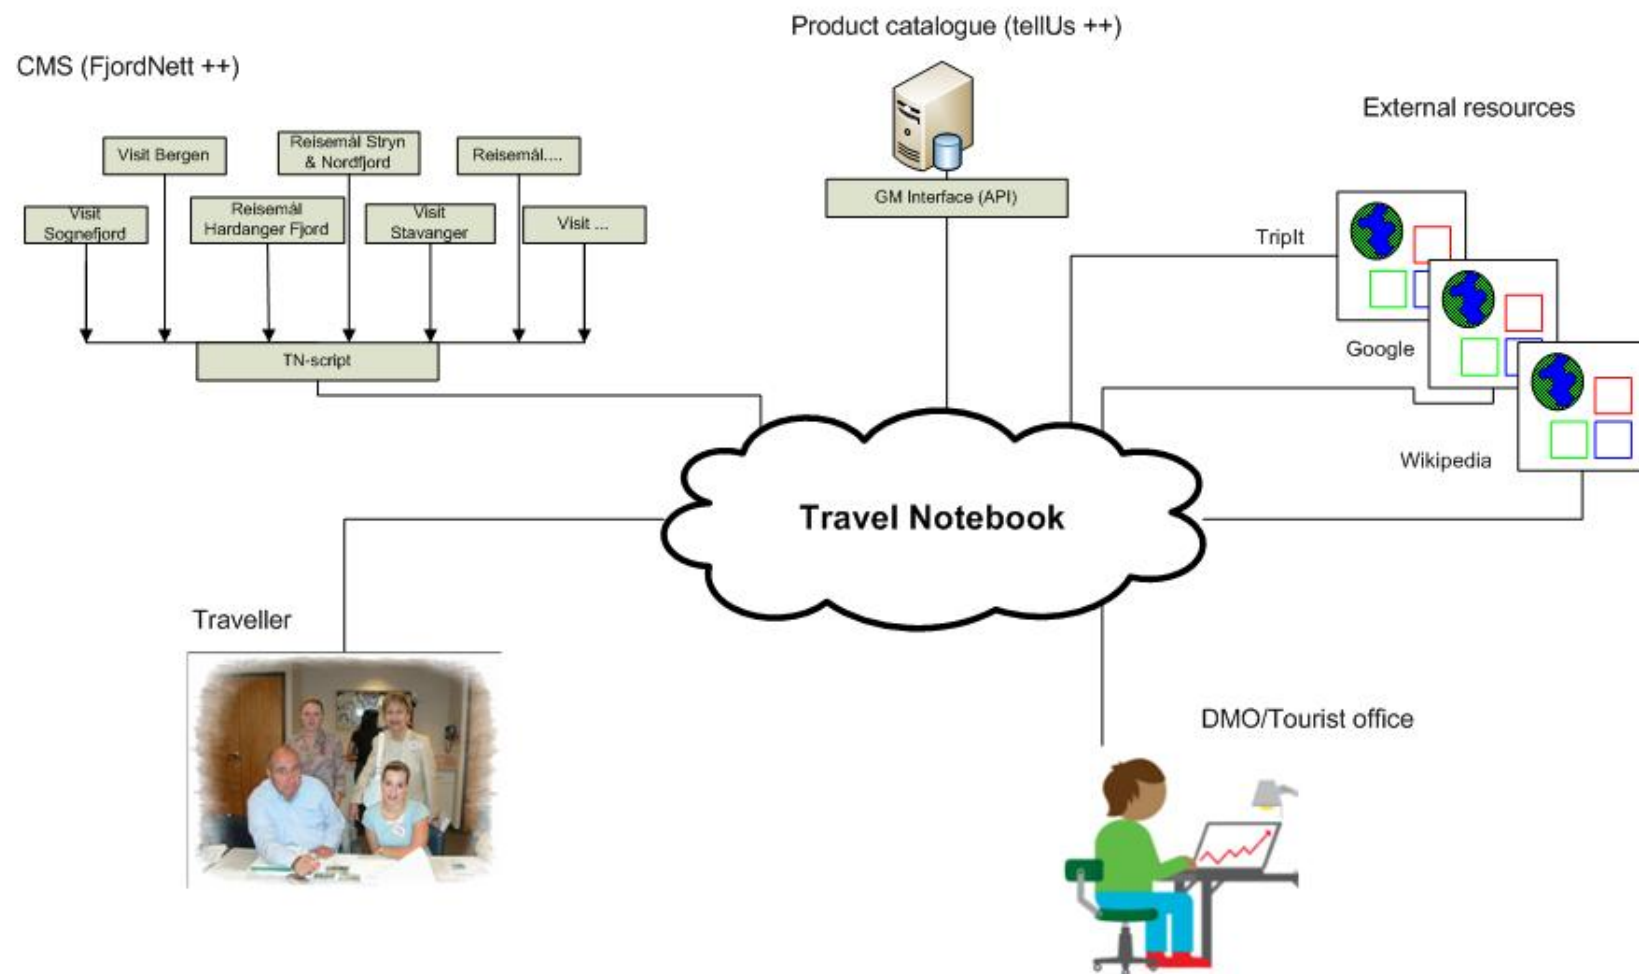 Product catalogue (tellUs ++)
CMS (FjordNett ++)
External resources
Visit Bergen
Reisemål Stryn
& Nordfjord
Reisemål....
Visit
Sognefjord
Reisemål
Hardanger Fjord
Visit
Stavanger
Visit ...
GM Interface (API)
TripIt
TN-script
Google
Wikipedia
Travel Notebook
Traveller
DMO/Tourist office